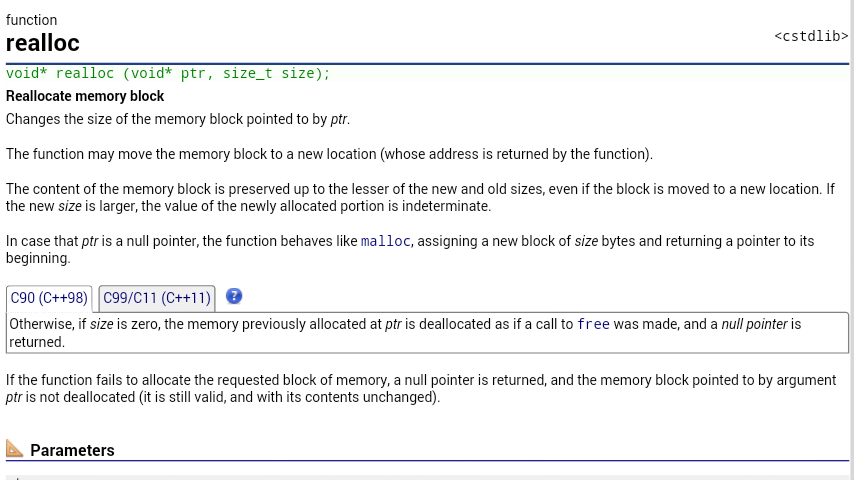 function
realloc
<cstdlib>
void* realloc (void* ptr, size_t size);
Reallocate memory block
Changes the size of the memory block pointed to by ptr.
The function may move the memory block to a new location (whose address is returned by the function).
The content of the memory block is preserved up to the lesser of the new and old sizes, even if the block is moved to a new location. If
the new size is larger, the value of the newly allocated portion is indeterminate.
In case that ptr is a null pointer, the function behaves like malloc, assigning a new block of size bytes and returning a pointer to its
beginning.
C90 (C++98) C99/C11 (C++11) ?
Otherwise, if size is zero, the memory previously allocated at ptr is deallocated as if a call to free was made, and a null pointer is
returned.
If the function fails to allocate the requested block of memory, a null pointer is returned, and the memory block pointed to by argument
ptr is not deallocated (it is still valid, and with its contents unchanged).
Parameters